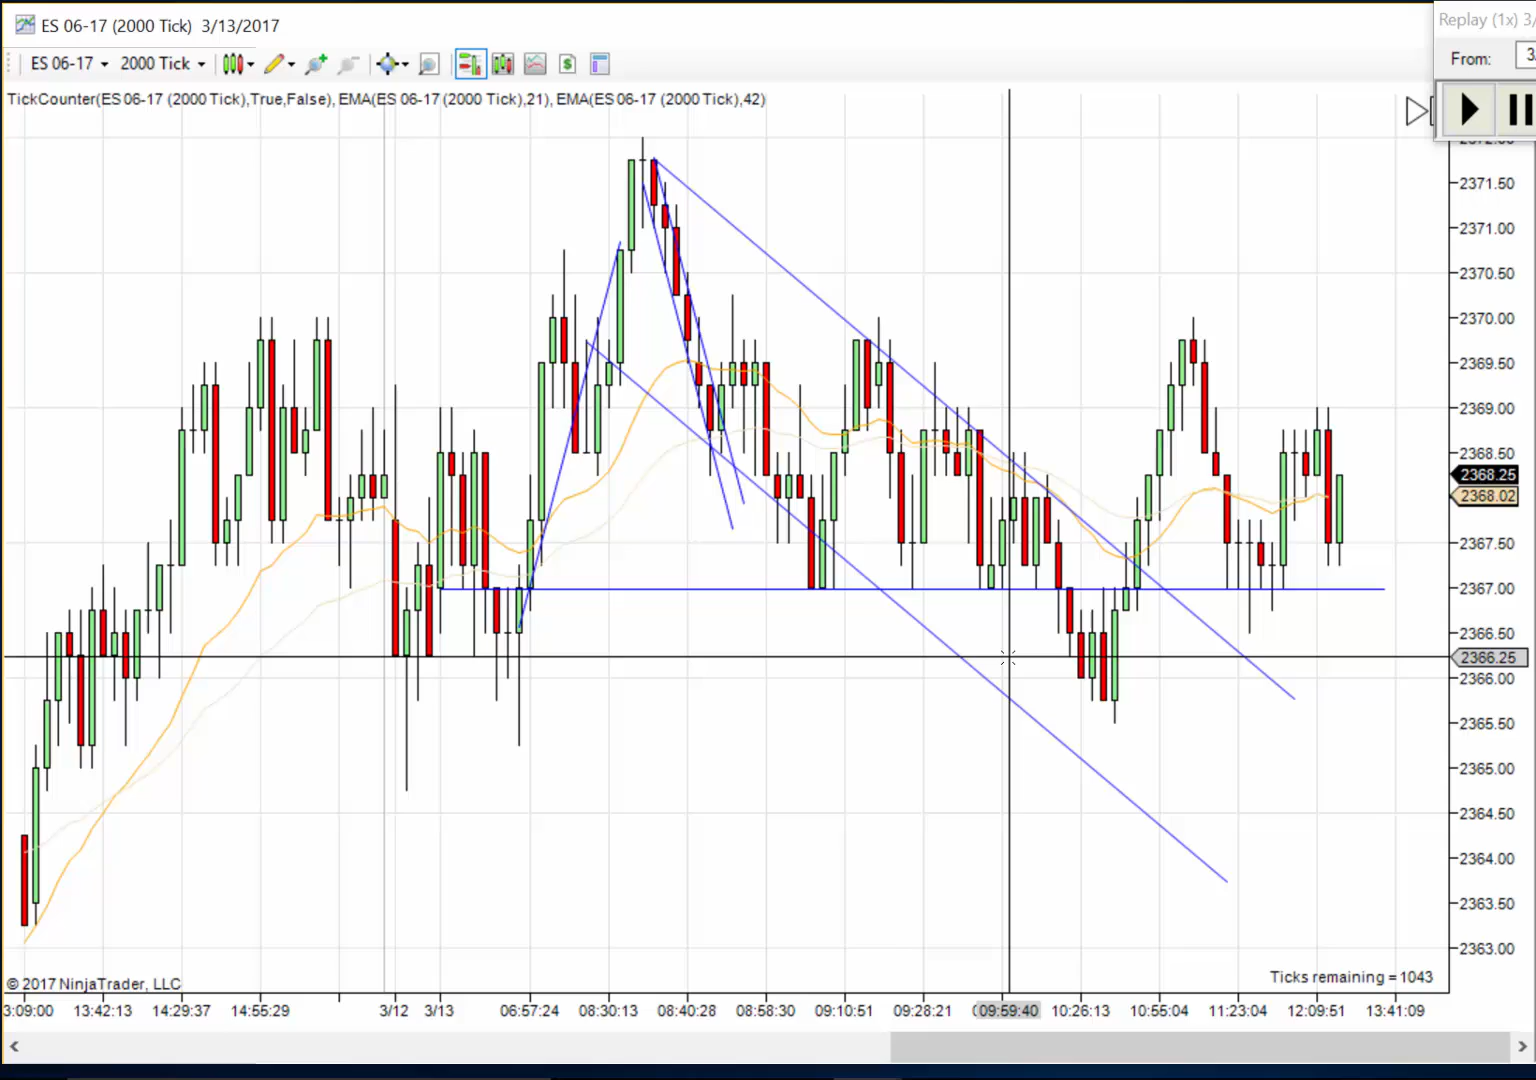 ES 06-17 (2000 Tick) 3/13/2017
Replay (1x) 3/
ES 06-17 2000 Tick $
From: 3
TickCounter(ES 06-17 (2000 Tick),True,False), EMA(ES 06-17 (2000 Tick),21), EMA(ES 06-17 (2000 Tick),42)
2371.50
2371.00
2370.50
2370.00
2369.50
2369.00
2368.50
2368.25
2368.02
2367.50
2367.00
2366.50
2366.25
2366.00
2365.50
2365.00
2364.50
2364.00
2363.50
2363.00
© 2017 NinjaTrader, LLC
Ticks remaining = 1043
3:09:00 13:42:13 14:29:37 14:55:29 3/12 3/13 06:57:24 08:30:13 08:40:28 08:58:30 09:10:51 09:28:21 09:59:40 10:26:13 10:55:04 11:23:04 12:09:51 13:41:09